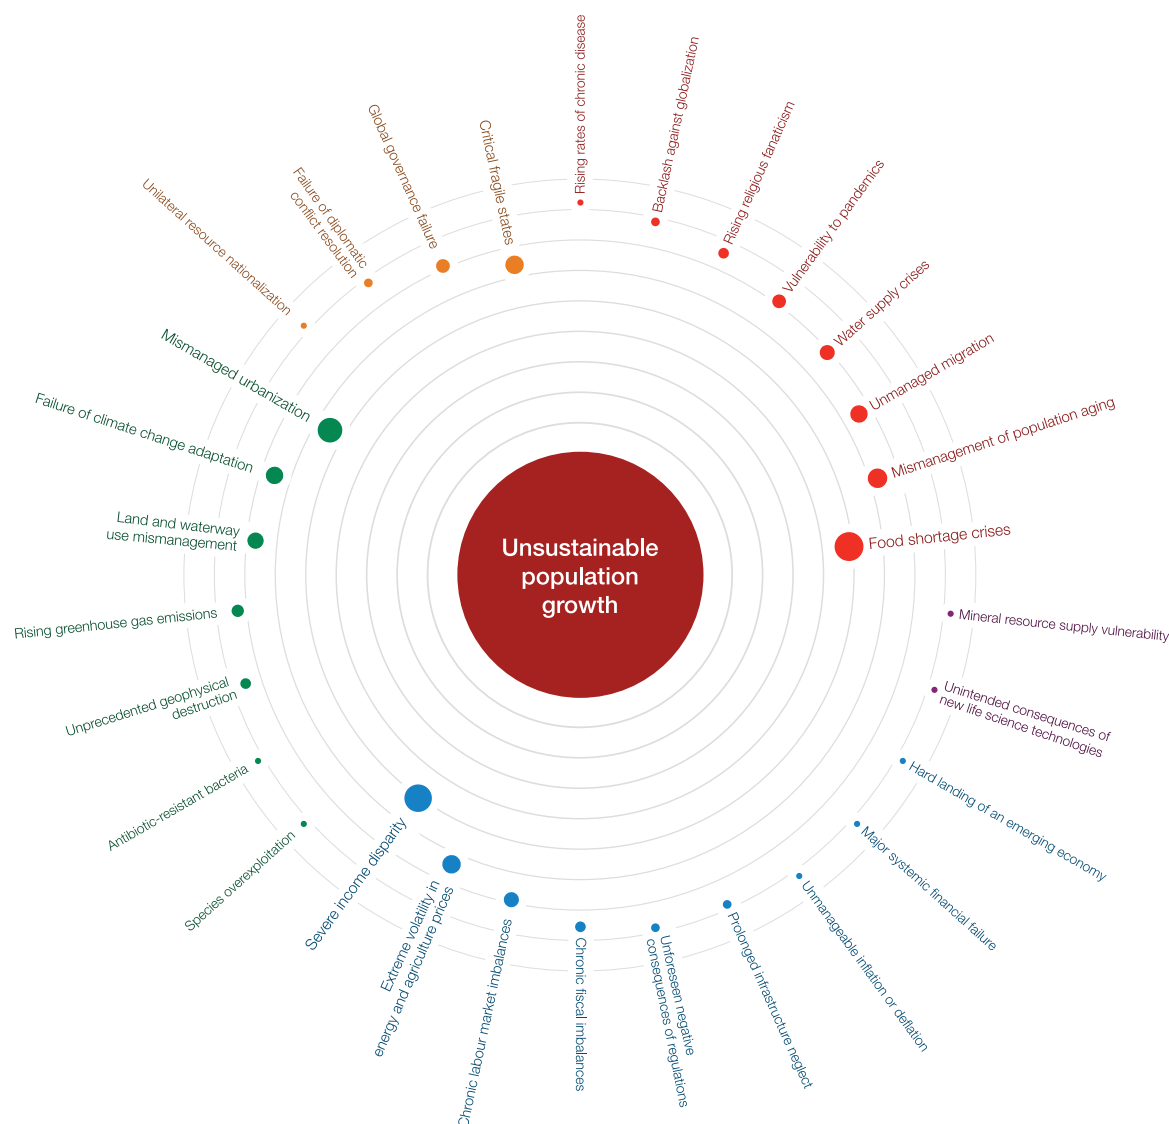 Unsustainable
population
growth
Rising rates of chronic disease
Backlash against globalization
Rising religious fanaticism
Vulnerability to pandemics
Water supply crises
Unmanaged migration
Mismanagement of population aging
Food shortage crises
Mineral resource supply vulnerability
Unintended consequences of
new life science technologies
Hard landing of an emerging economy
Major systemic financial failure
Unmanageable inflation or deflation
Prolonged infrastructure neglect
Unforeseen negative
consequences of regulations
Chronic fiscal imbalances
Chronic labour market imbalances
Extreme volatility in
energy and agriculture prices
Severe income disparity
Species overexploitation
Antibiotic-resistant bacteria
Unprecedented geophysical
destruction
Rising greenhouse gas emissions
Land and waterway
use mismanagement
Failure of climate change adaptation
Mismanaged urbanization
Unilateral resource nationalization
Failure of diplomatic
conflict resolution
Global governance failure
Critical fragile states